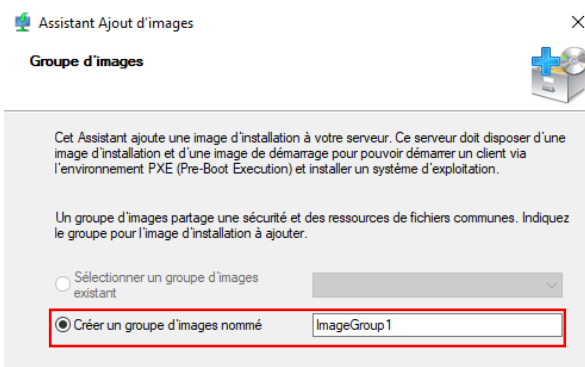 Assistant Ajout d'images
Groupe d'images
Cet Assistant ajoute une image d'installation à votre serveur. Ce serveur doit disposer d'une
image d'installation et d'une image de démarrage pour pouvoir démarrer un client via
l'environnement PXE (Pre-Boot Execution) et installer un système d'exploitation.
Un groupe d'images partage une sécurité et des ressources de fichiers communes. Indiquez
le groupe pour l'image d'installation à ajouter.
Sélectionner un groupe d'images
existant
Créer un groupe d'images nommé ImageGroup1